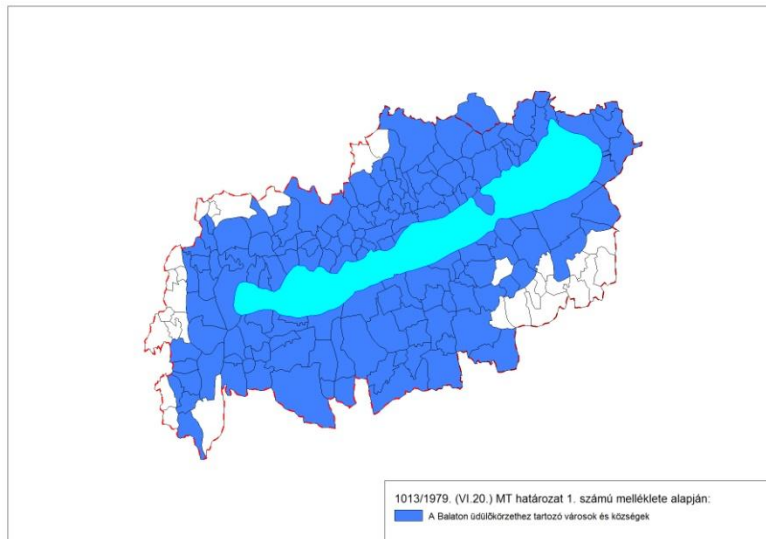 1013/1979. (VI.20.) MT határozat 1. számú melléklete alapján:
A Balaton üdülőkörzethez tartozó városok és községek